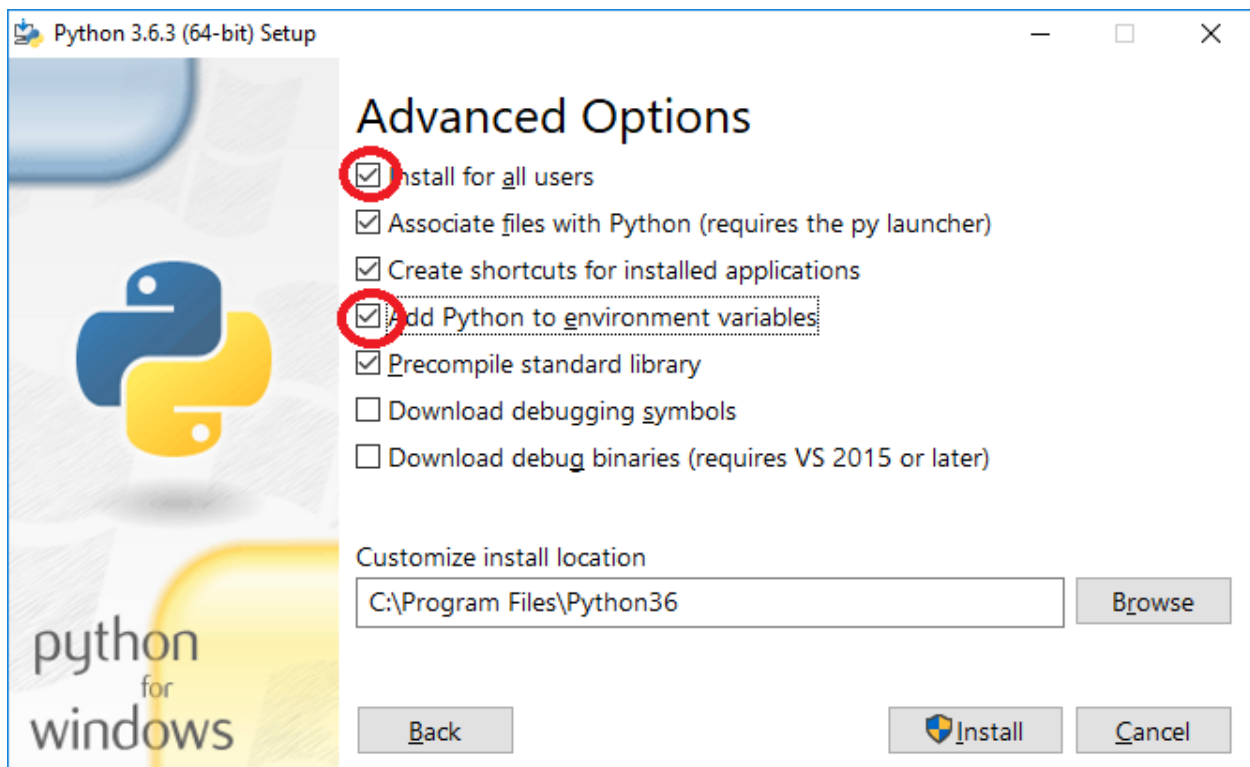 Python 3.6.3 (64-bit) Setup
Advanced Options
Install for all users
Associate files with Python (requires the py launcher)
Create shortcuts for installed applications
Add Python to environment variables
Precompile standard library
Download debugging symbols
Download debug binaries (requires VS 2015 or later)
Customize install location
C:\Program Files\Python36
Browse
python
for
windows
Back
Install
Cancel